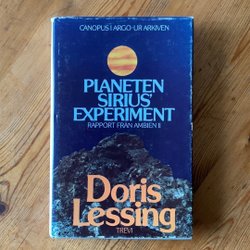 CANOPUS I ARGO-UR ARKIVEN
PLANETEN
SIRIUS'
EXPERIMENT
RAPPORT FRÅN AMBIEN II
Doris
Lessing
TREVI